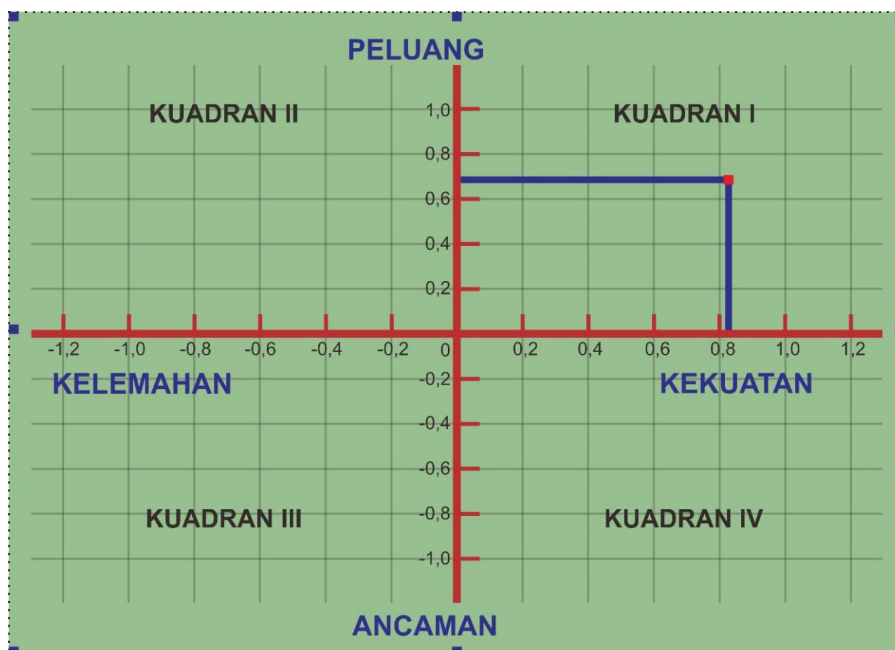 PELUANG
KUADRAN II KUADRAN I
1,0
0,8
0,6
0,4
0,2
-1,2 -1,0 -0,8 -0,6 -0,4 -0,2 0 0,2 0,4 0,6 0,8 1,0 1,2
-0,2
KELEMAHAN KEKUATAN
-0,4
-0,6
-0,8
KUADRAN III KUADRAN IV
-1,0
ANCAMAN